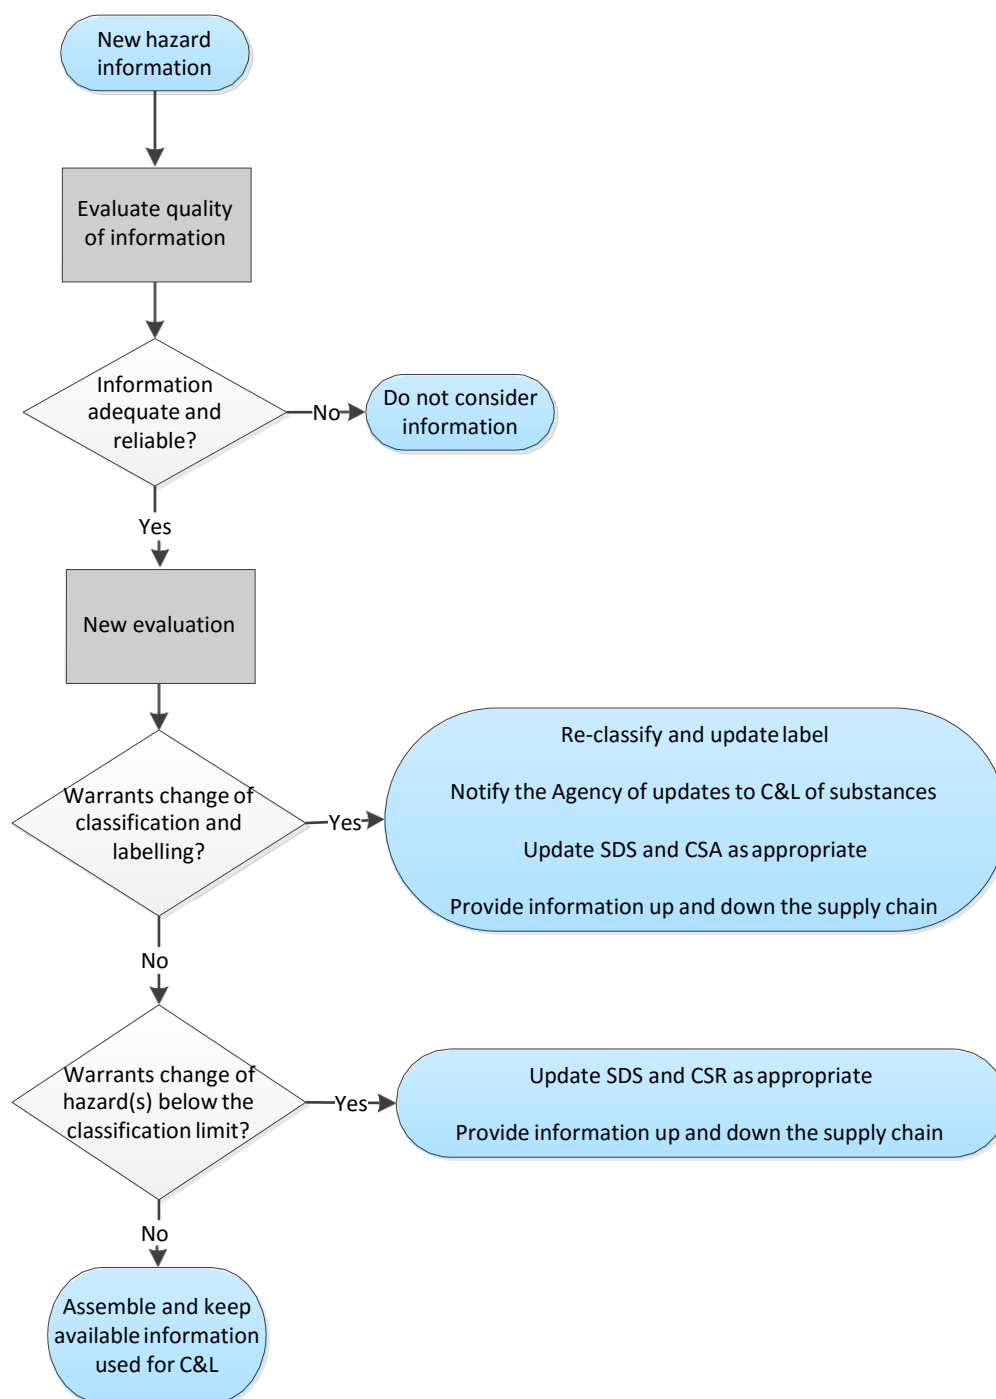 New hazard
information
Evaluate quality
of information
Information
adequate and
reliable?
No
Do not consider
information
Yes
New evaluation
Warrants change of
classification and
labelling?
Yes
Re-classify and update label
Notify the Agency of updates to C&L of substances
Update SDS and CSA as appropriate
Provide information up and down the supply chain
No
Warrants change of
hazard(s) below the
classification limit?
Yes
Update SDS and CSR as appropriate
Provide information up and down the supply chain
No
Assemble and keep
available information
used for C&L